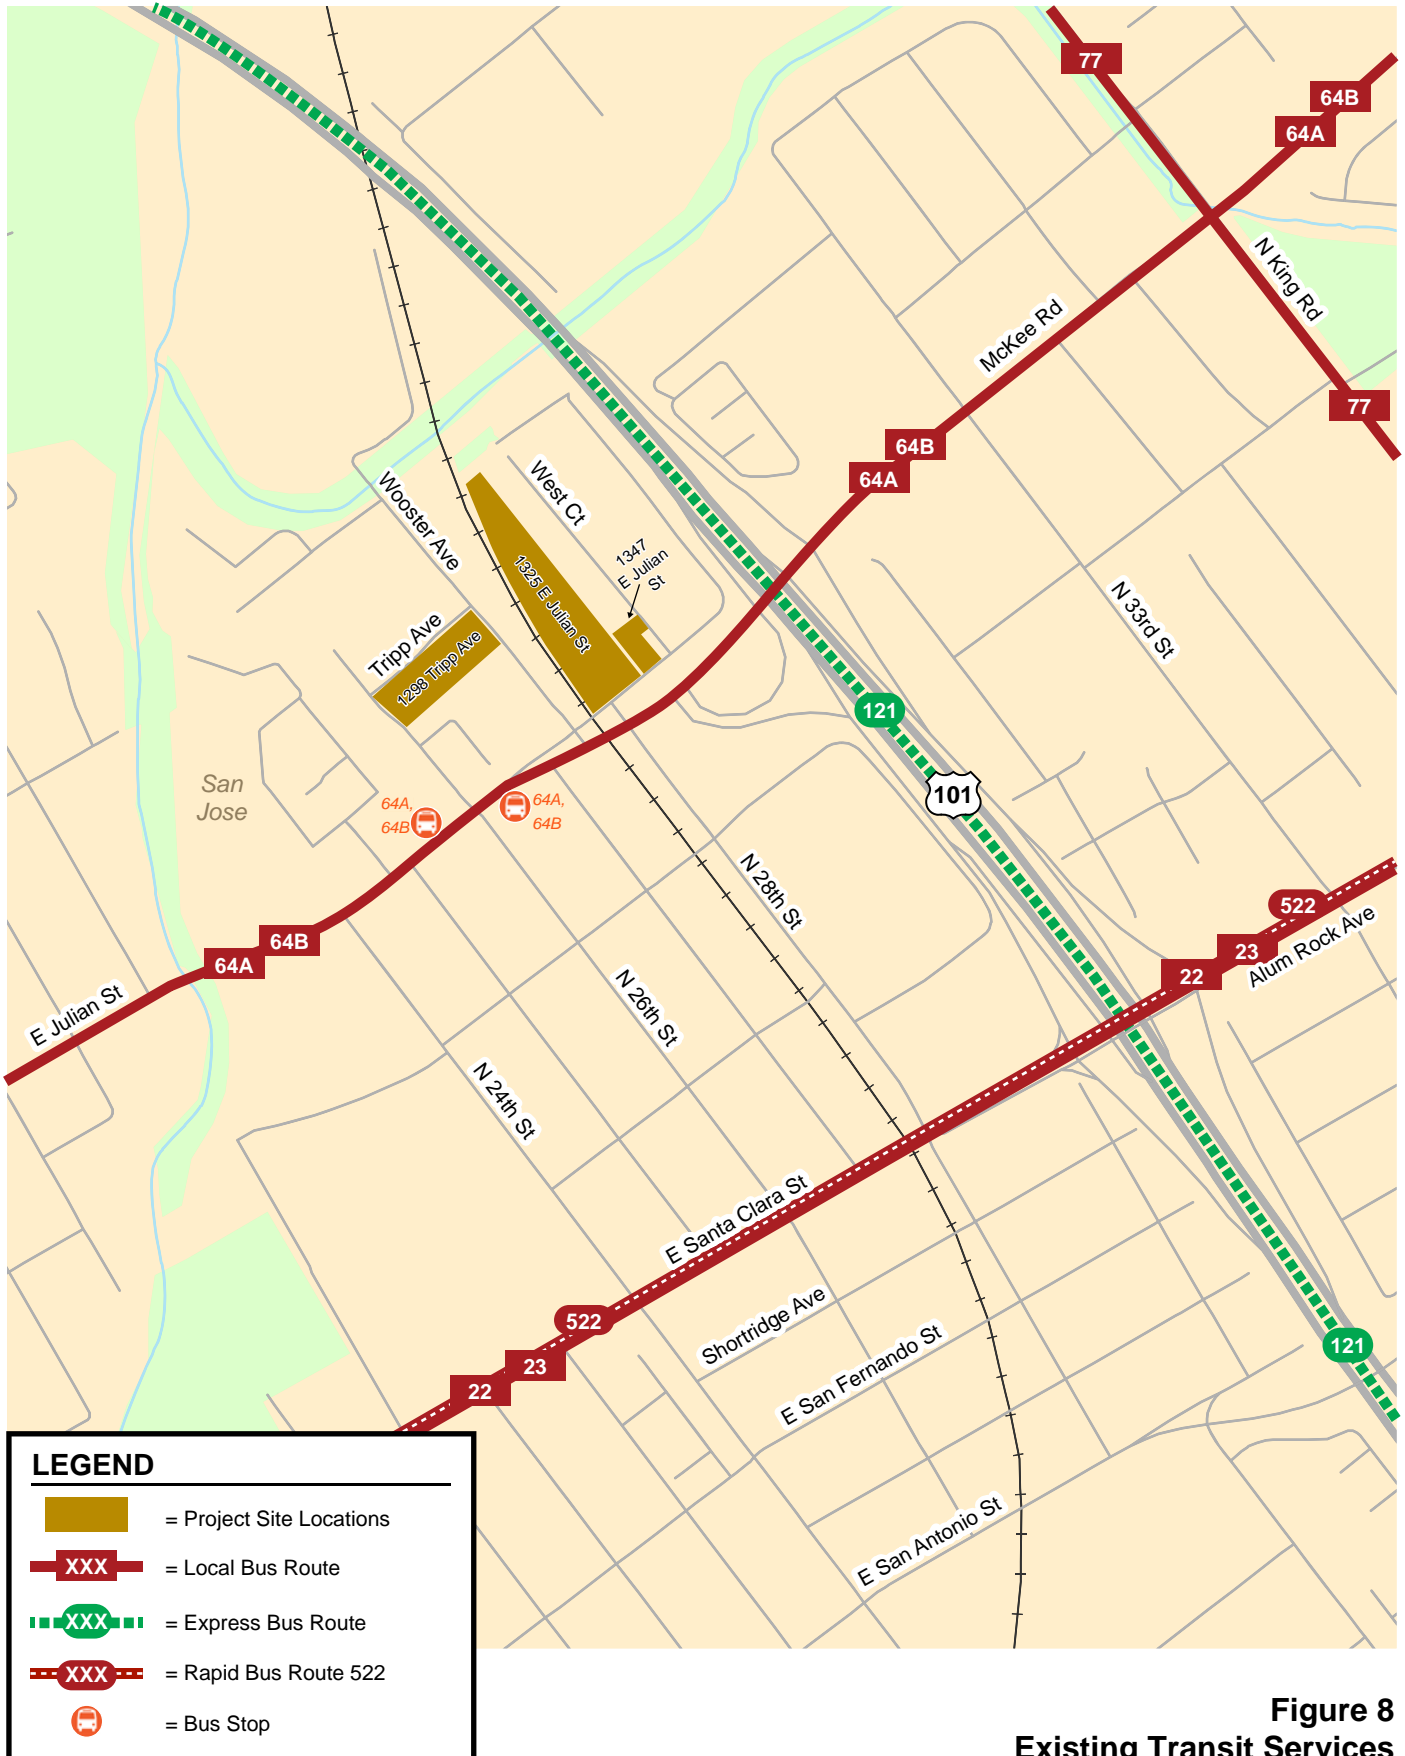 77
64B
64A
N King Rd
McKee Rd
77
64B
64A
West Ct
Wooster Ave
1347
E Julian
St
1325 E Julian St
N 33rd St
Tripp Ave
1298 Tripp Ave
121
San
Jose
101
64A,
64B
64A,
64B
N 28th St
522
Alum Rock Ave
23
22
64B
64A
E Julian St
N 26th St
N 24th St
E Santa Clara St
522
Shortridge Ave
E San Fernando St
121
23
22
E San Antonio St
LEGEND
= Project Site Locations
XXX = Local Bus Route
XXX = Express Bus Route
XXX = Rapid Bus Route 522
= Bus Stop
Figure 8
Existing Transit Services